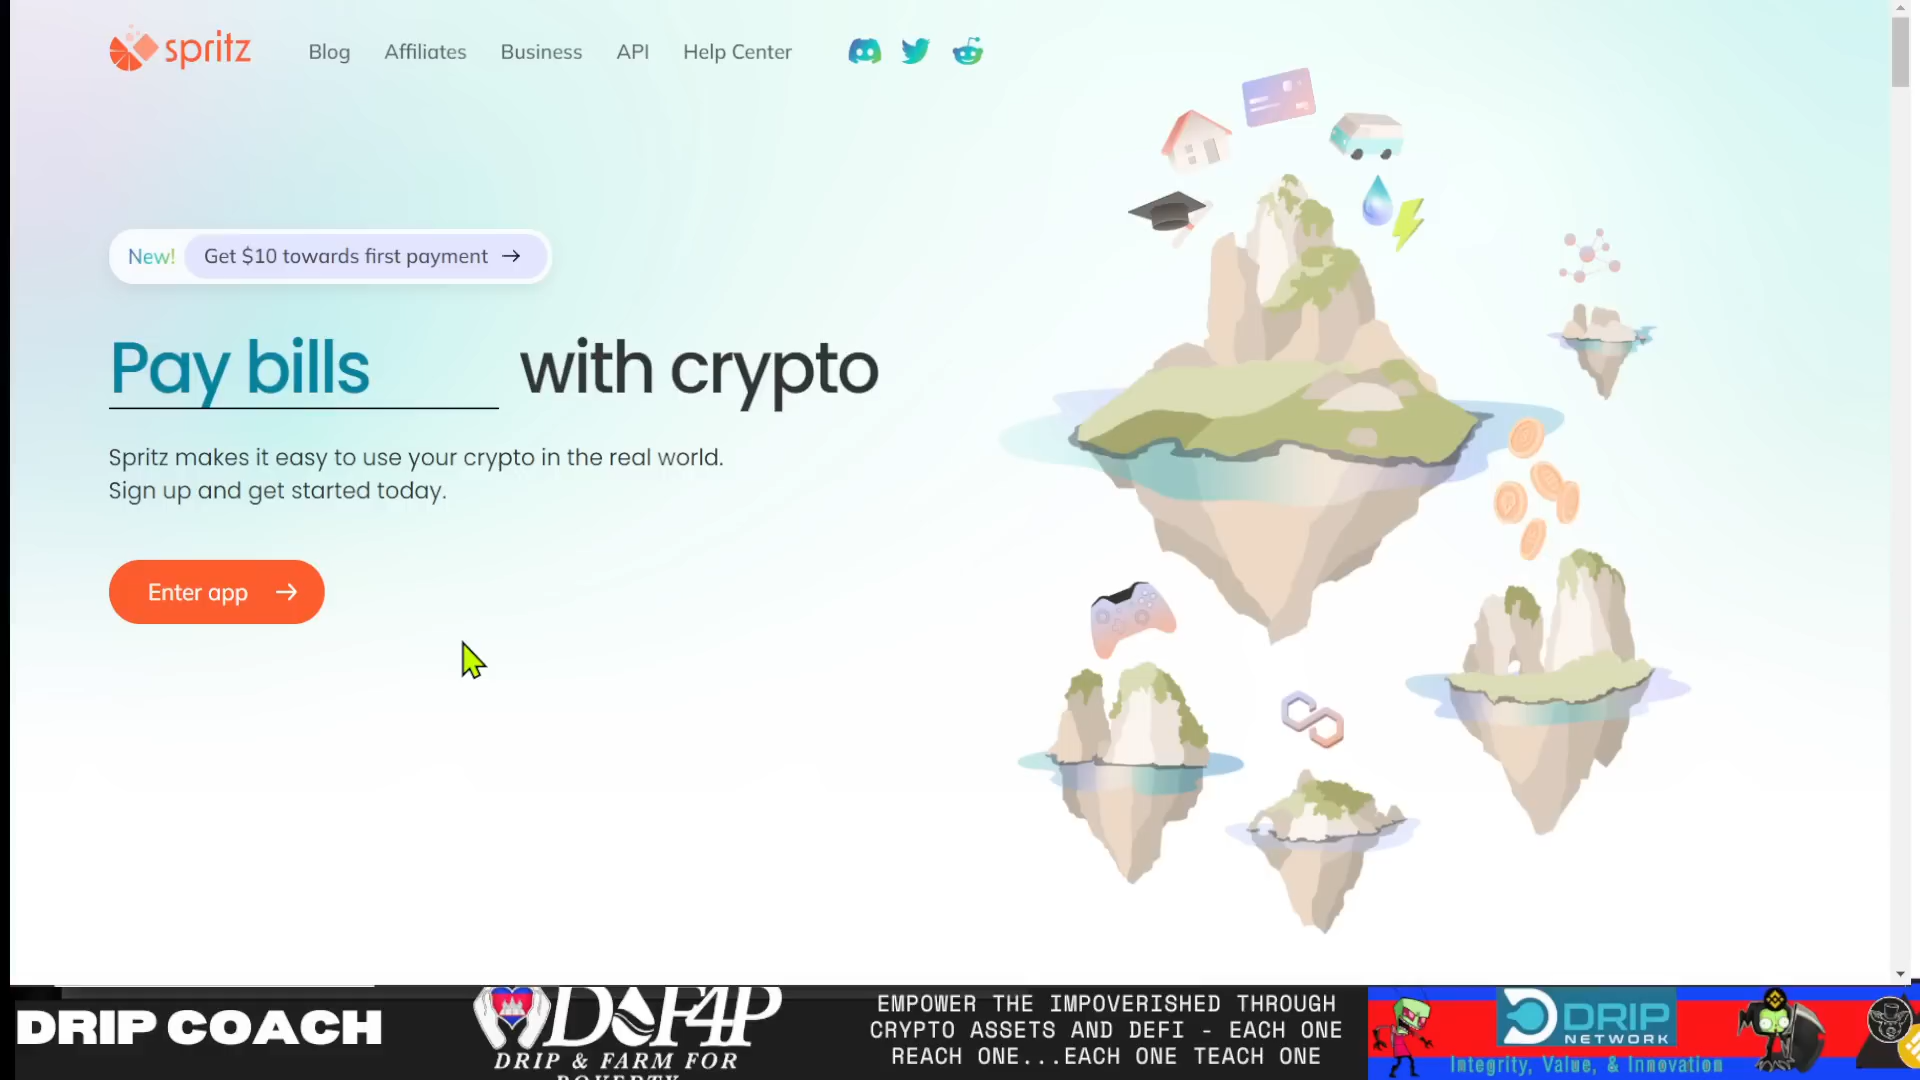 spritz
Blog
Affiliates
Business
API
Help Center
New!
Get $10 towards first payment →
Pay bills with crypto
Spritz makes it easy to use your crypto in the real world.
Sign up and get started today.
Enter app →
DRIP COACH
D&F4P
DRIP & FARM FOR
POVERTY
EMPOWER THE IMPOVERISHED THROUGH
CRYPTO ASSETS AND DEFI - EACH ONE
REACH ONE...EACH ONE TEACH ONE
DRIP
NETWORK
Integrity, Value, & Innovation